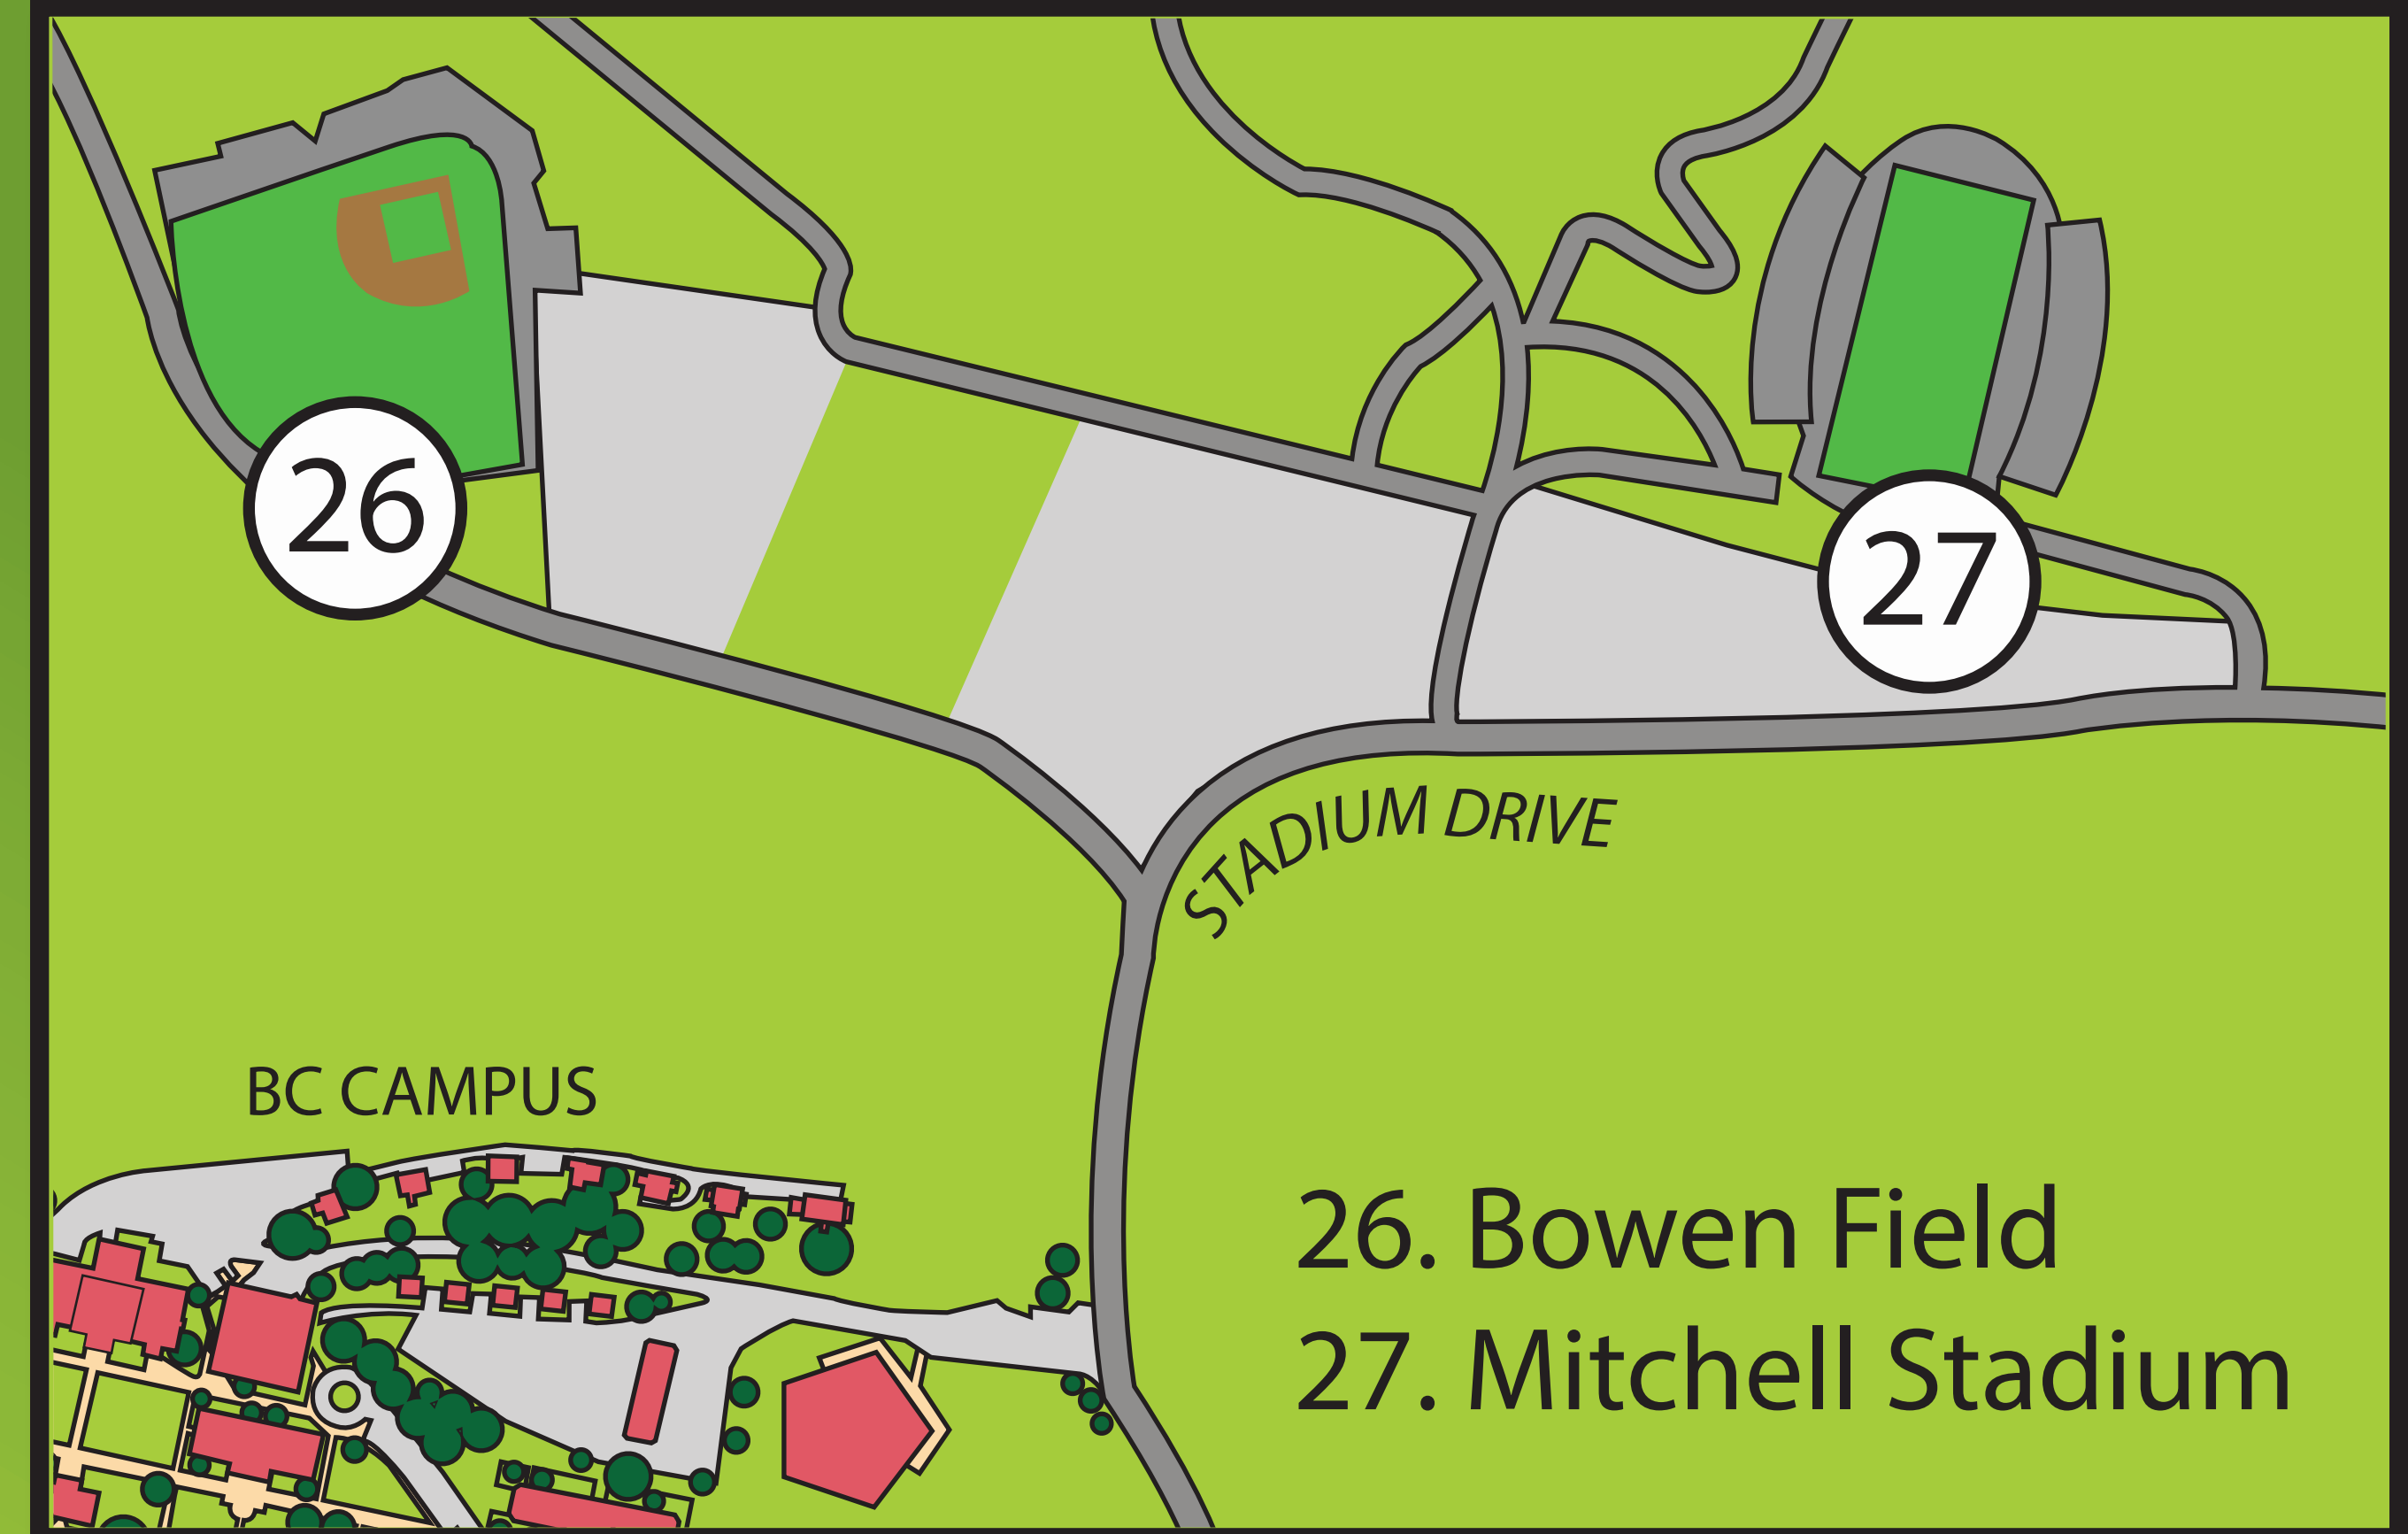 26
27
STADIUM DRIVE
BC CAMPUS
26. Bowen Field
27. Mitchell Stadium